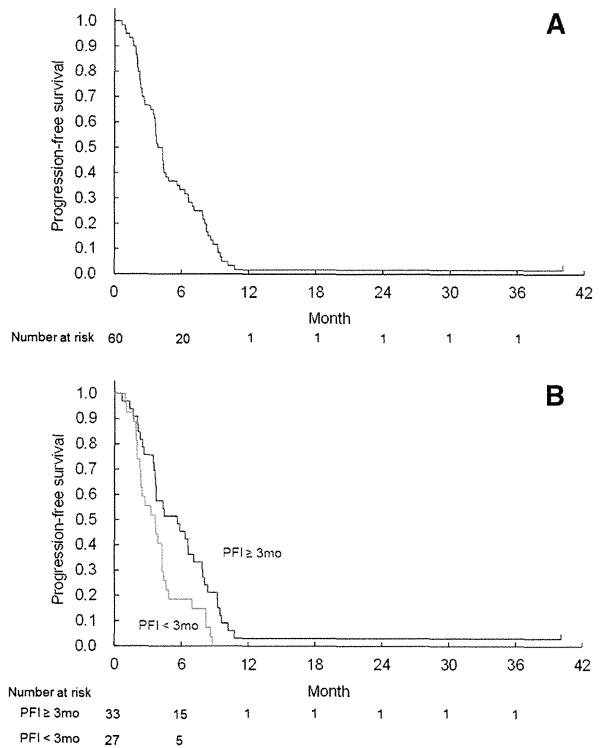 A
Progression-free survival
1.0
0.9
0.8
0.7
0.6
0.5
0.4
0.3
0.2
0.1
0.0
0 6 12 18 24 30 36 42
Month
Number at risk 60 20 1 1 1 1 1
B
Progression-free survival
1.0
0.9
0.8
0.7
0.6
0.5
0.4
0.3
0.2
0.1
0.0
PFI ≥ 3mo
PFI < 3mo
0 6 12 18 24 30 36 42
Month
Number at risk
PFI ≥ 3mo 33 15 1 1 1 1 1
PFI < 3mo 27 5